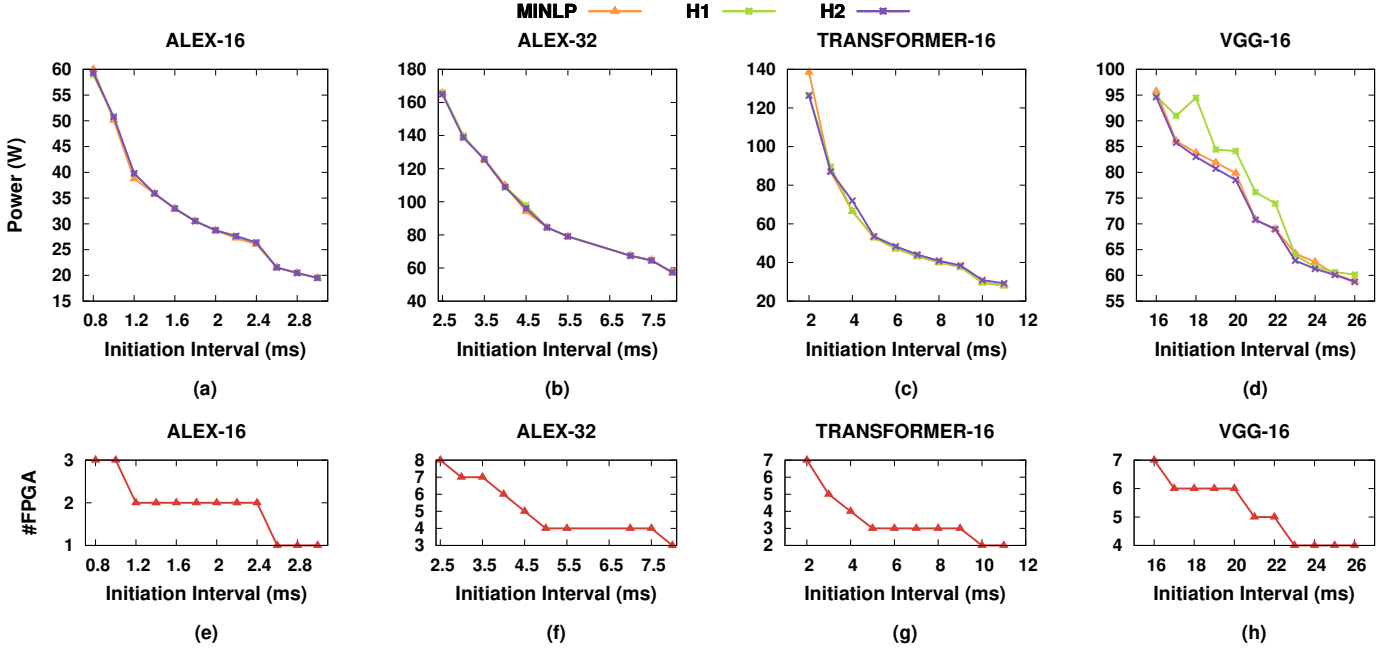 MINLP H1 H2
ALEX-16 ALEX-32 TRANSFORMER-16 VGG-16
Power (W)
60
55
50
45
40
35
30
25
20
15
0.8 1.2 1.6 2 2.4 2.8
Initiation Interval (ms)
(a)
180
160
140
120
100
80
60
40
2.5 3.5 4.5 5.5 6.5 7.5
Initiation Interval (ms)
(b)
140
120
100
80
60
40
20
2 4 6 8 10 12
Initiation Interval (ms)
(c)
100
95
90
85
80
75
70
65
60
55
16 18 20 22 24 26
Initiation Interval (ms)
(d)
ALEX-16 ALEX-32 TRANSFORMER-16 VGG-16
#FPGA
3
2
1
0.8 1.2 1.6 2 2.4 2.8
Initiation Interval (ms)
(e)
8
7
6
5
4
3
2.5 3.5 4.5 5.5 6.5 7.5
Initiation Interval (ms)
(f)
7
6
5
4
3
2
2 4 6 8 10 12
Initiation Interval (ms)
(g)
7
6
5
4
16 18 20 22 24 26
Initiation Interval (ms)
(h)